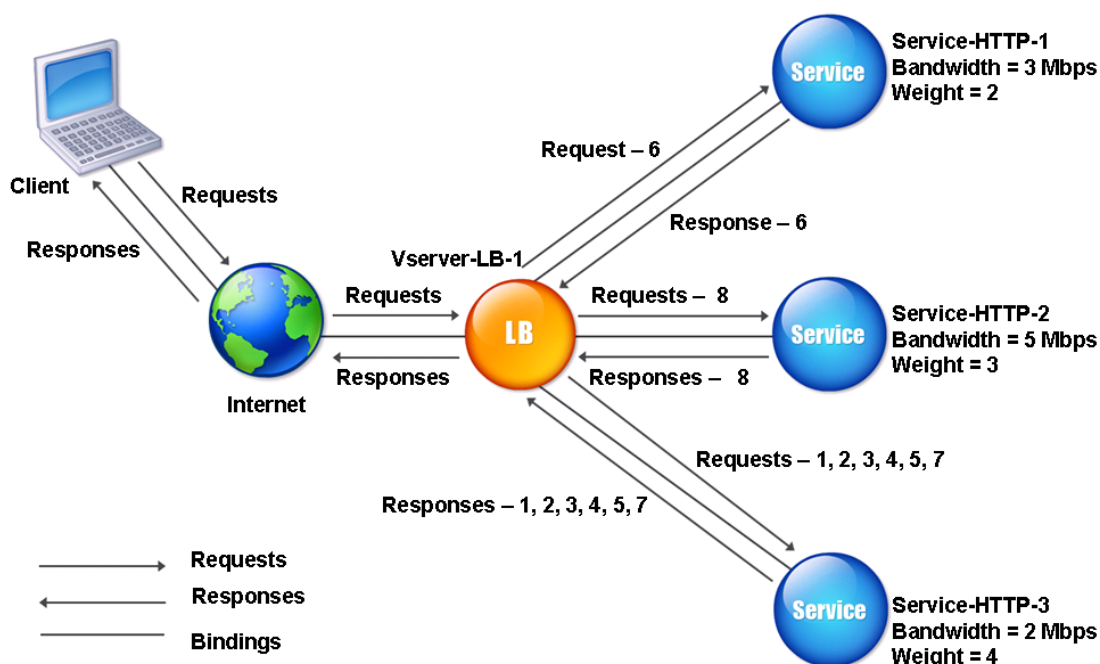 Service-HTTP-1
Bandwidth = 3 Mbps
Weight = 2
Service
Request – 6
Client
Requests
Response – 6
Responses
Vserver-LB-1
Requests
Requests – 8
Service-HTTP-2
Bandwidth = 5 Mbps
Weight = 3
LB
Service
Responses
Responses – 8
Internet
Requests – 1, 2, 3, 4, 5, 7
Responses – 1, 2, 3, 4, 5, 7
Requests
Responses
Bindings
Service
Service-HTTP-3
Bandwidth = 2 Mbps
Weight = 4